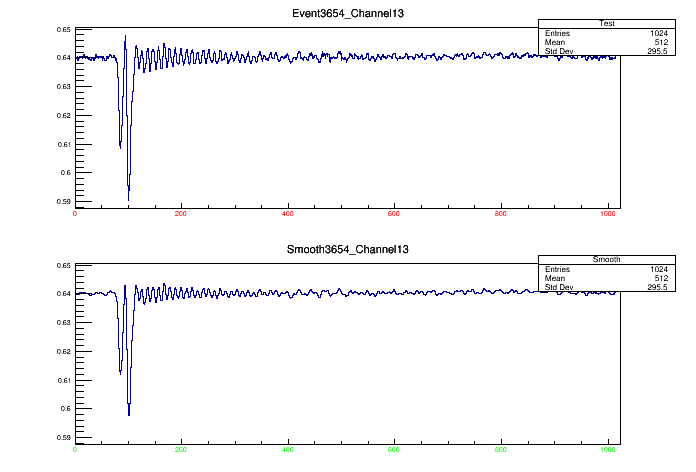 Event3654_Channel13
Test
Entries 1024
Mean 512
Std Dev 295.5
0.65
0.64
0.63
0.62
0.61
0.6
0.59
0 200 400 600 800 1000
Smooth3654_Channel13
Smooth
Entries 1024
Mean 512
Std Dev 295.5
0.65
0.64
0.63
0.62
0.61
0.6
0.59
0 200 400 600 800 1000